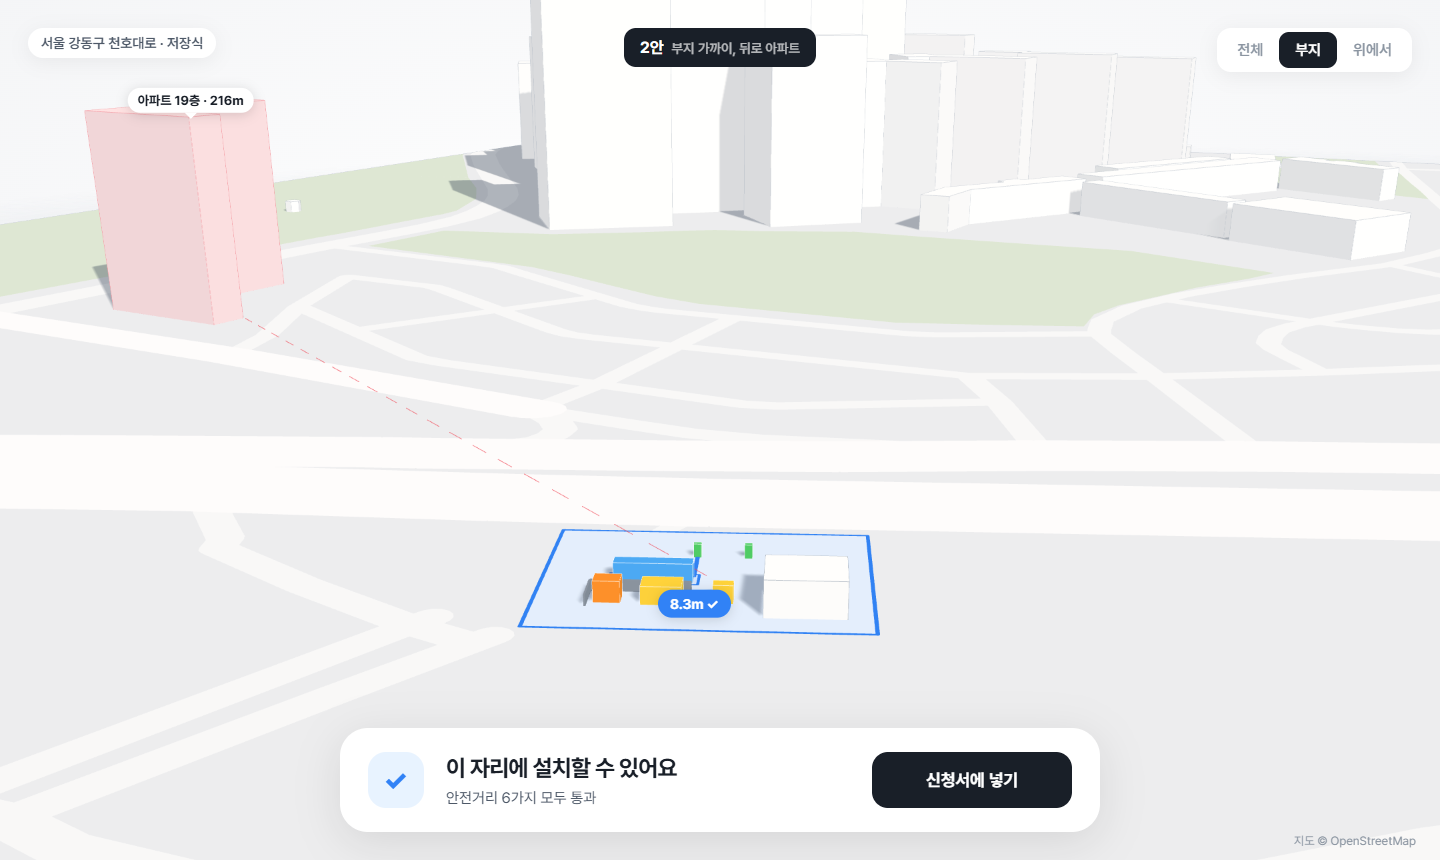 서울 강동구 천호대로 · 저장식
2안 부지 가까이, 뒤로 아파트
전체 부지 위에서
아파트 19층 · 216m
8.3m ✓
이 자리에 설치할 수 있어요
안전거리 6가지 모두 통과
신청서에 넣기
지도 © OpenStreetMap